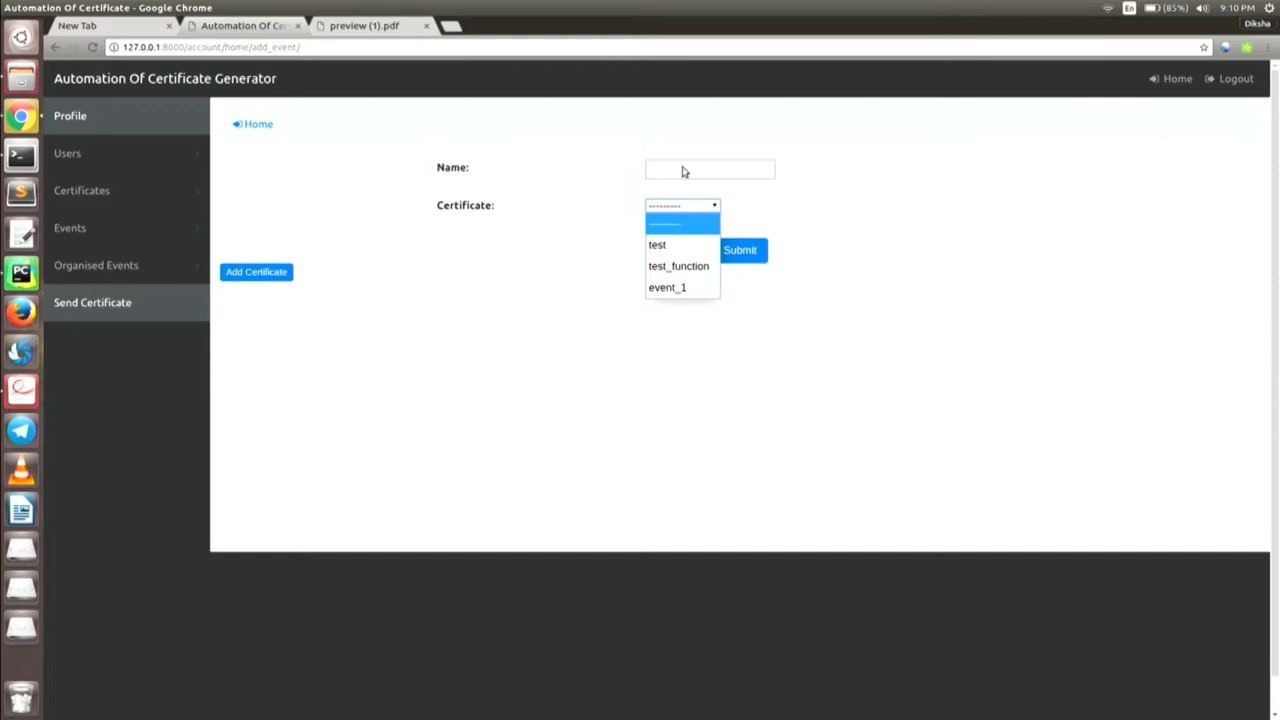 Automation Of Certificate - Google Chrome
En
(85%)
9:10 PM
New Tab
Automation Of Ce
preview (1).pdf
Diksha
127.0.0.1:8000/account/home/add_event/
Automation Of Certificate Generator
Home
Logout
Profile
Users
Certificates
Events
Organised Events
Send Certificate
Home
Name:
Certificate:
---------
---------
test
test_function
event_1
Submit
Add Certificate
PC